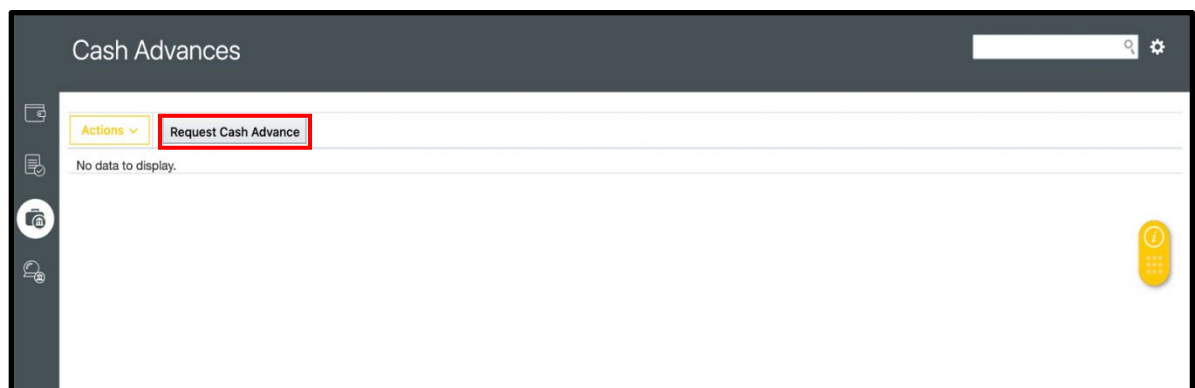 Cash Advances
Actions
Request Cash Advance
No data to display.